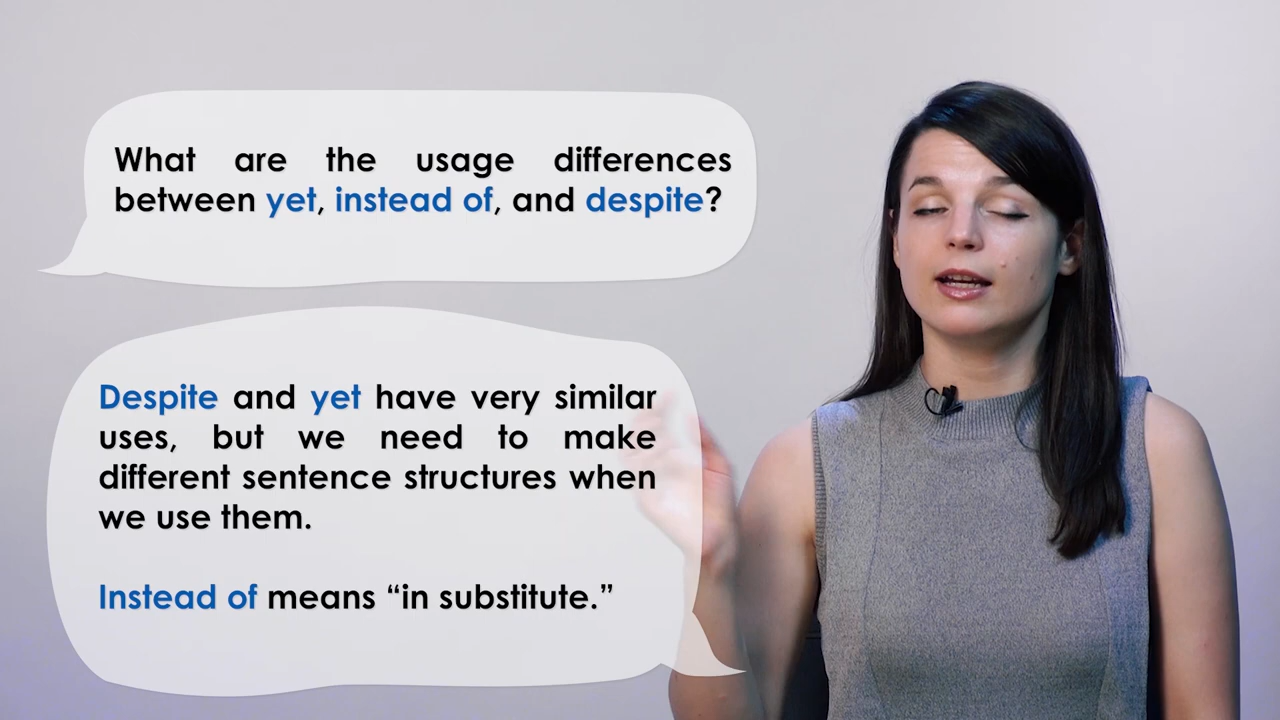 What are the usage differences
between yet, instead of, and despite?
Despite and yet have very similar
uses, but we need to make
different sentence structures when
we use them.
Instead of means “in substitute.”